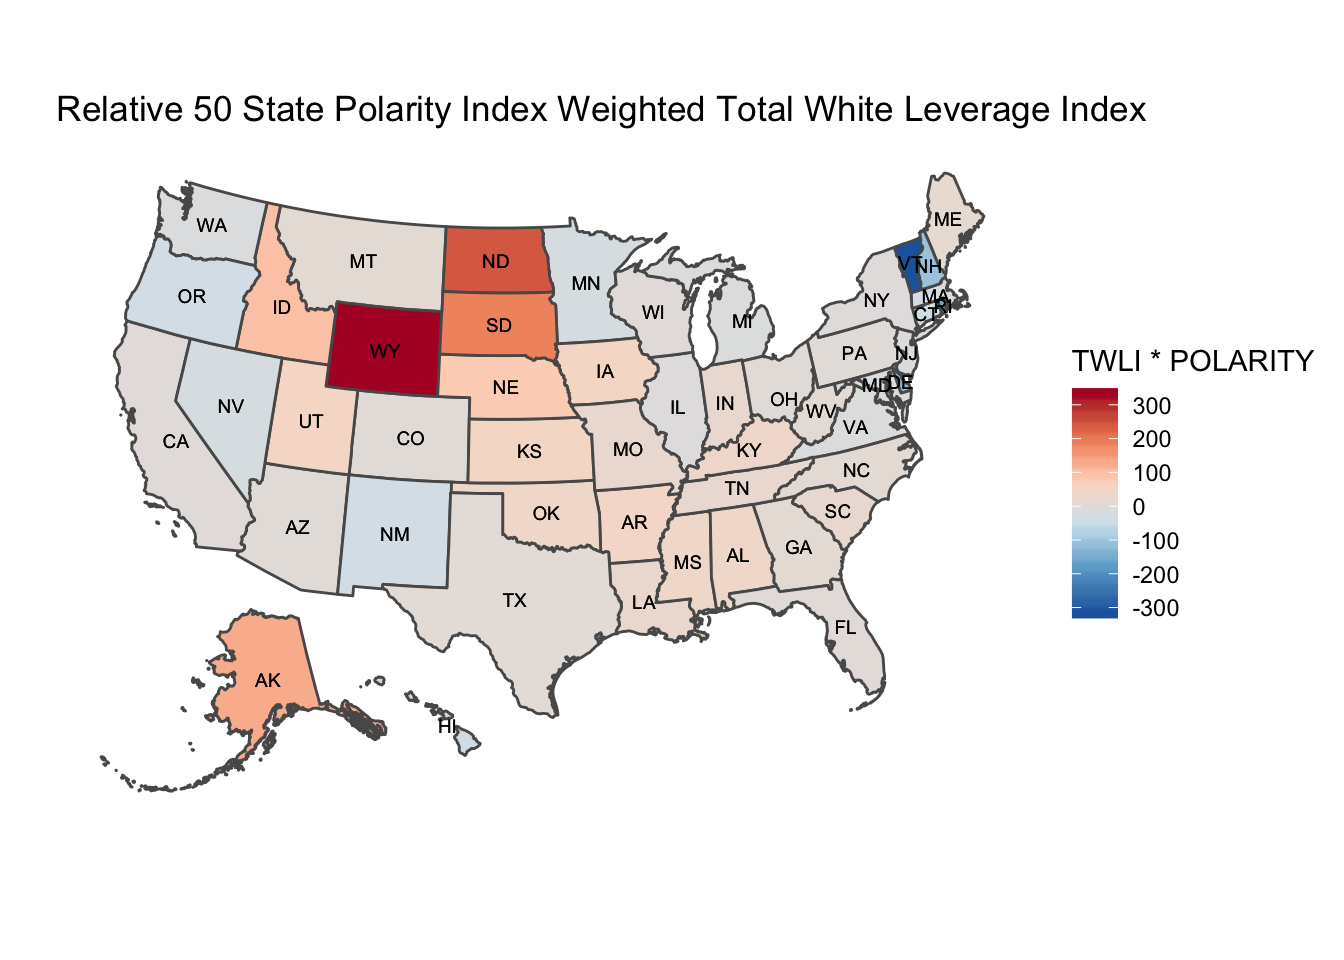 Relative 50 State Polarity Index Weighted Total White Leverage Index
WA
MT
ND
MN
ME
VT
NH
OR
ID
SD
WI
MI
NY
MA
RI
CT
WY
NE
IA
PA
NJ
NV
UT
CO
IL
IN
OH
WV
MD
DE
VA
CA
KS
MO
KY
NC
AZ
NM
OK
AR
TN
SC
MS
AL
GA
TX
LA
FL
AK
HI
TWLI * POLARITY
300
200
100
0
-100
-200
-300